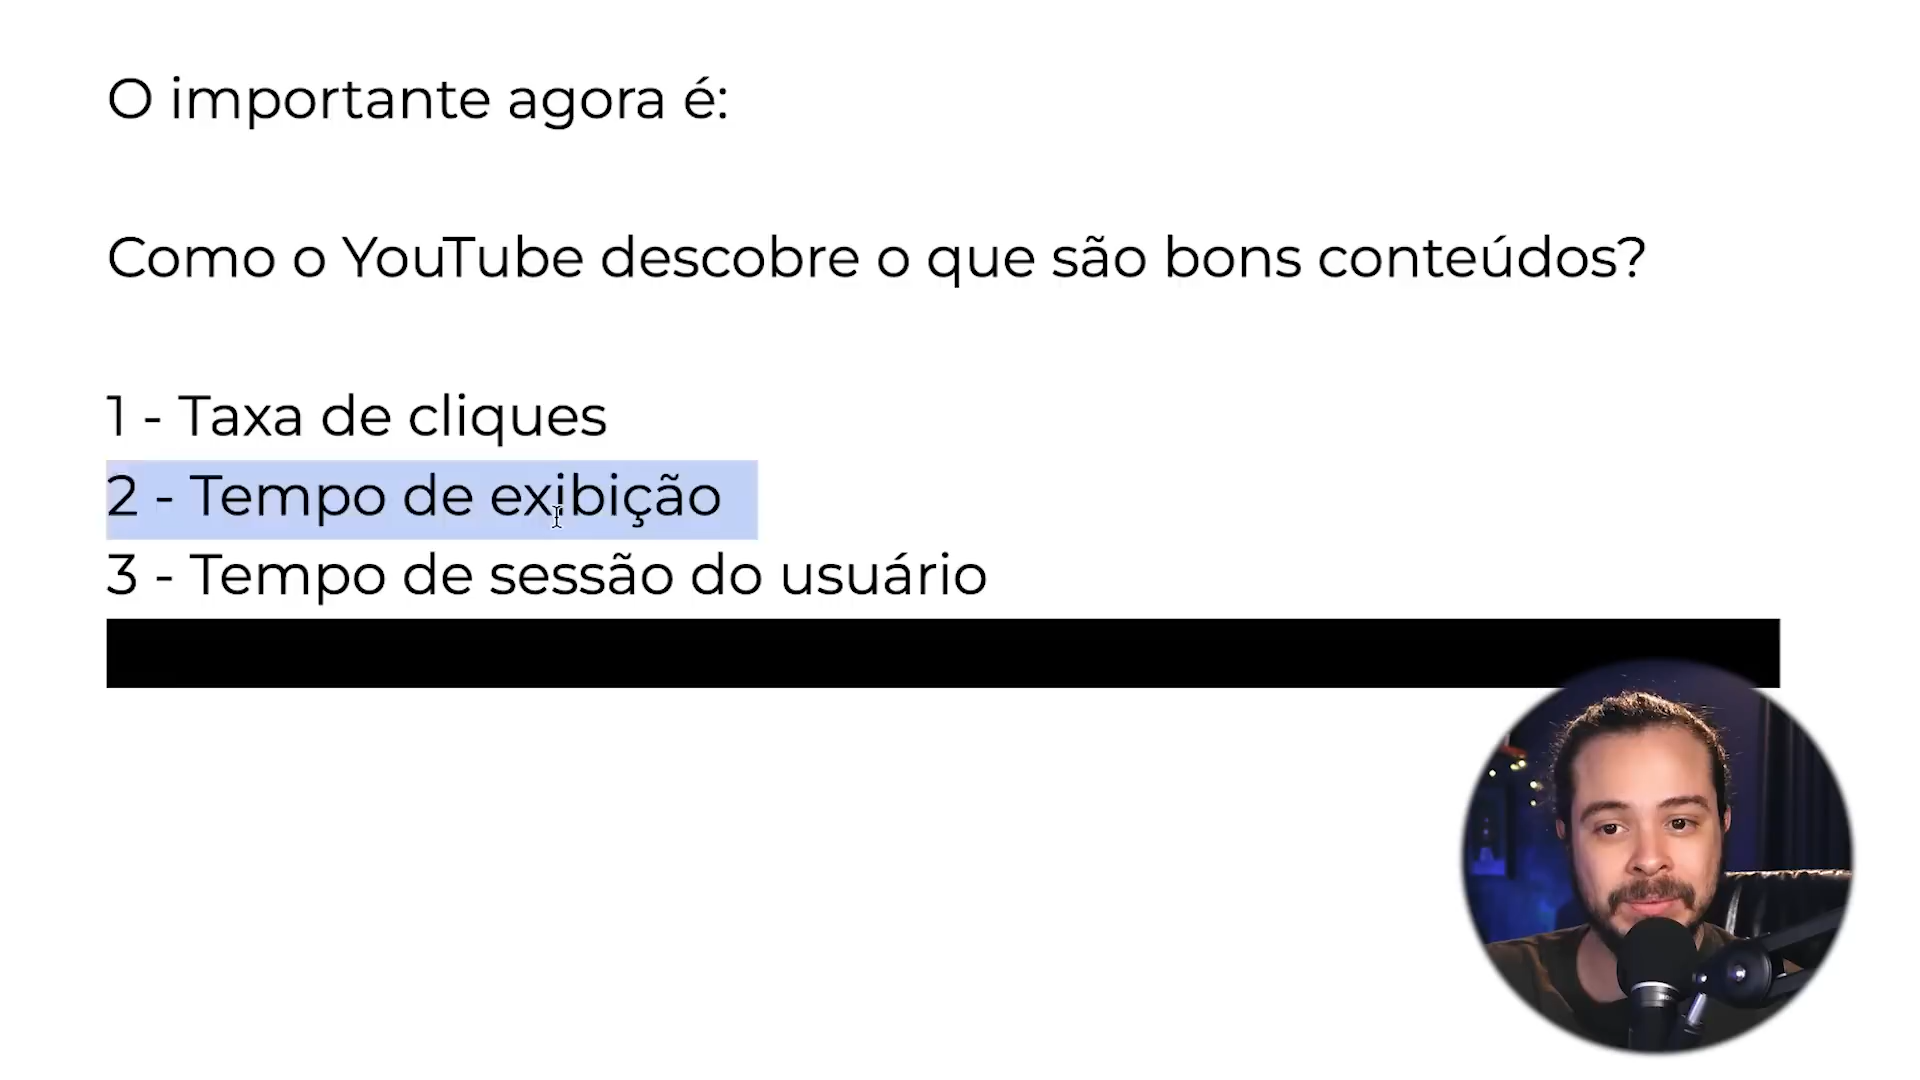 O importante agora é:
Como o YouTube descobre o que são bons conteúdos?
1 - Taxa de cliques
2 - Tempo de exibição
3 - Tempo de sessão do usuário